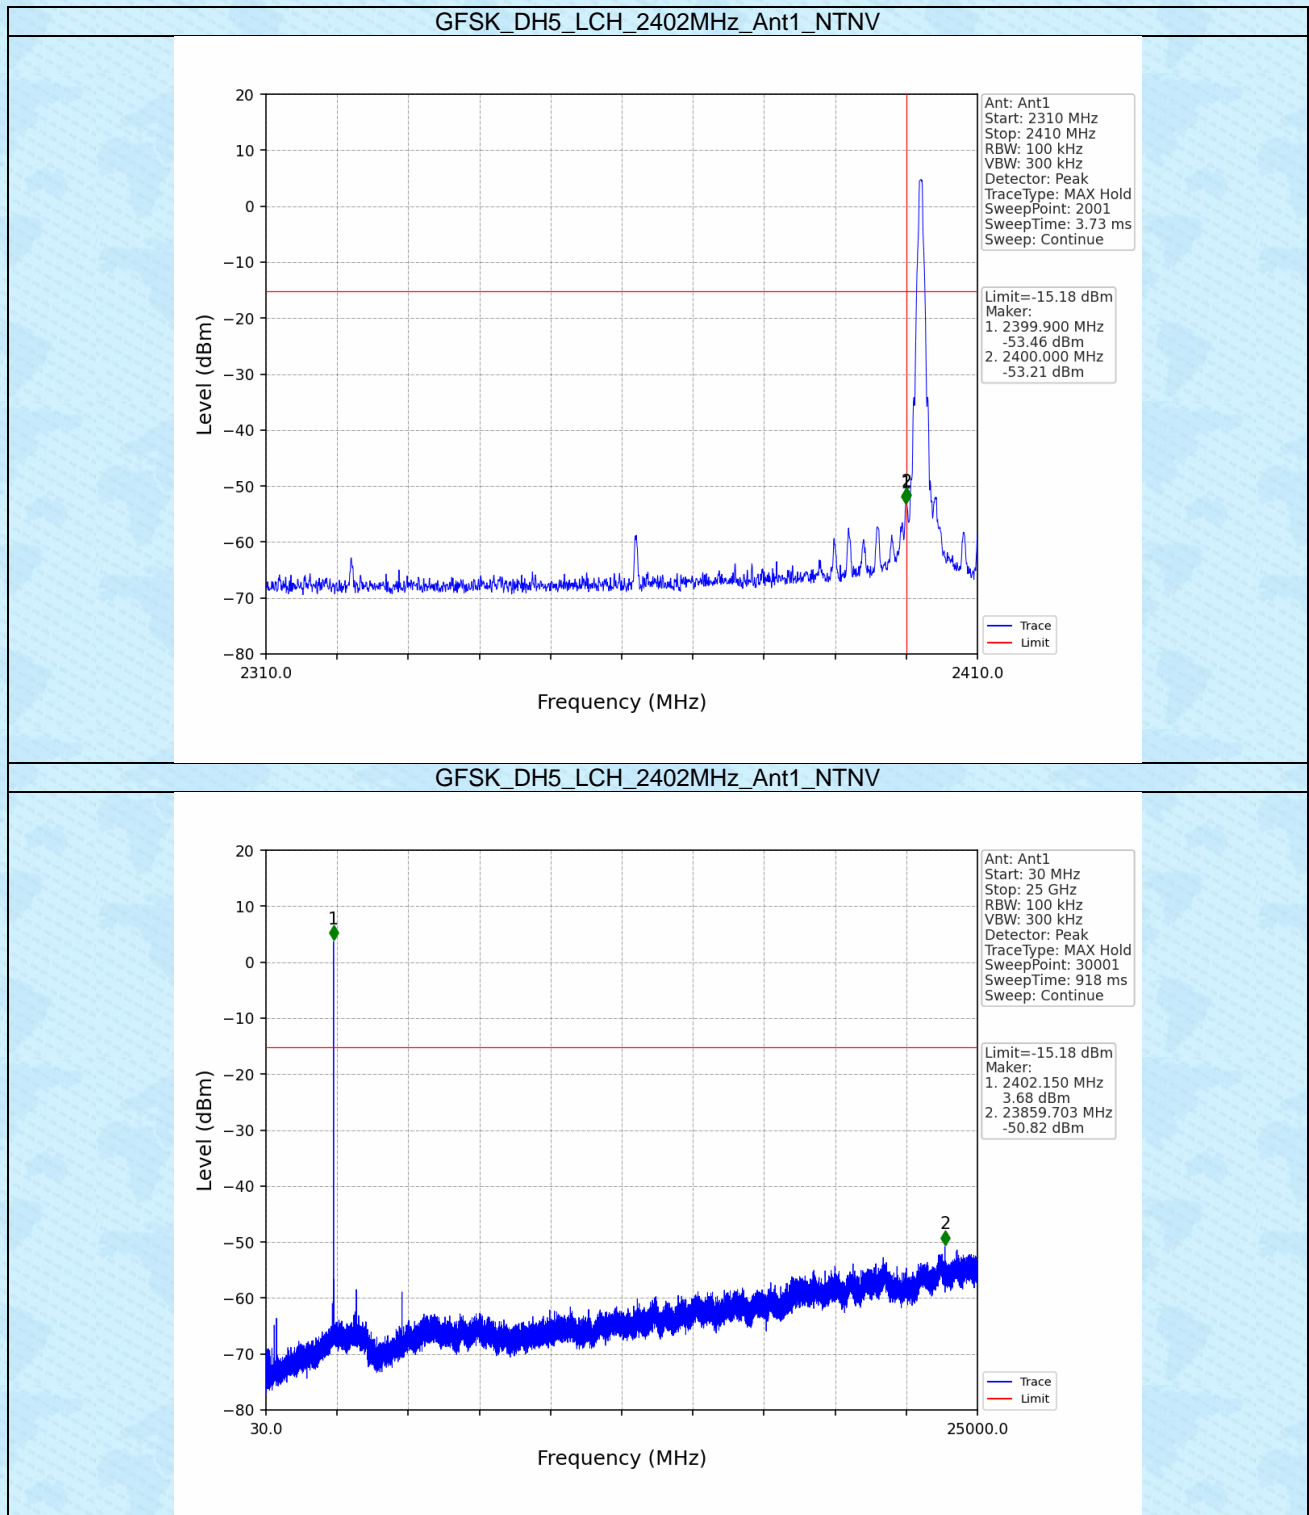 GFSK_DH5_LCH_2402MHz_Ant1_NTNV
20
10
0
−10
−20
−30
−40
−50
−60
−70
−80
Level (dBm)
2310.0
2410.0
Frequency (MHz)
2
Ant: Ant1
Start: 2310 MHz
Stop: 2410 MHz
RBW: 100 kHz
VBW: 300 kHz
Detector: Peak
TraceType: MAX Hold
SweepPoint: 2001
SweepTime: 3.73 ms
Sweep: Continue
Limit=-15.18 dBm
Maker:
1. 2399.900 MHz
-53.46 dBm
2. 2400.000 MHz
-53.21 dBm
Trace
Limit
GFSK_DH5_LCH_2402MHz_Ant1_NTNV
20
10
0
−10
−20
−30
−40
−50
−60
−70
−80
Level (dBm)
30.0
25000.0
Frequency (MHz)
1
2
Ant: Ant1
Start: 30 MHz
Stop: 25 GHz
RBW: 100 kHz
VBW: 300 kHz
Detector: Peak
TraceType: MAX Hold
SweepPoint: 30001
SweepTime: 918 ms
Sweep: Continue
Limit=-15.18 dBm
Maker:
1. 2402.150 MHz
3.68 dBm
2. 23859.703 MHz
-50.82 dBm
Trace
Limit